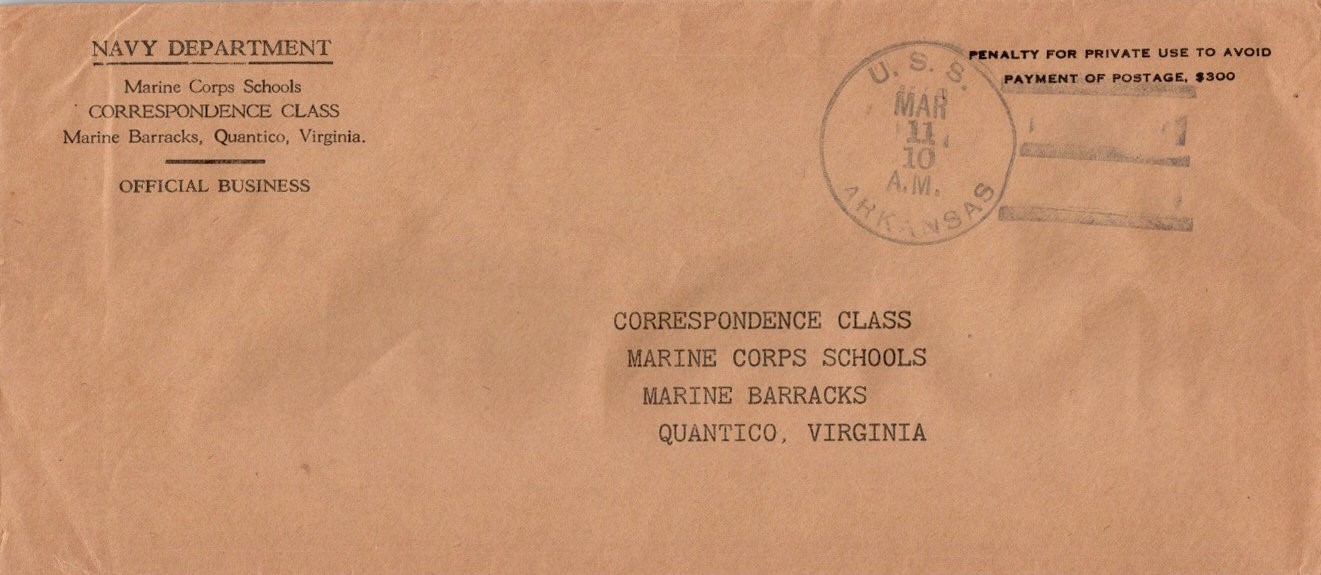 NAVY DEPARTMENT
Marine Corps Schools
CORRESPONDENCE CLASS
Marine Barracks, Quantico, Virginia.
OFFICIAL BUSINESS
U. S. S.
MAR
11
10
A.M.
ARKANSAS
PENALTY FOR PRIVATE USE TO AVOID
PAYMENT OF POSTAGE, $300
CORRESPONDENCE CLASS
MARINE CORPS SCHOOLS
MARINE BARRACKS
QUANTICO, VIRGINIA